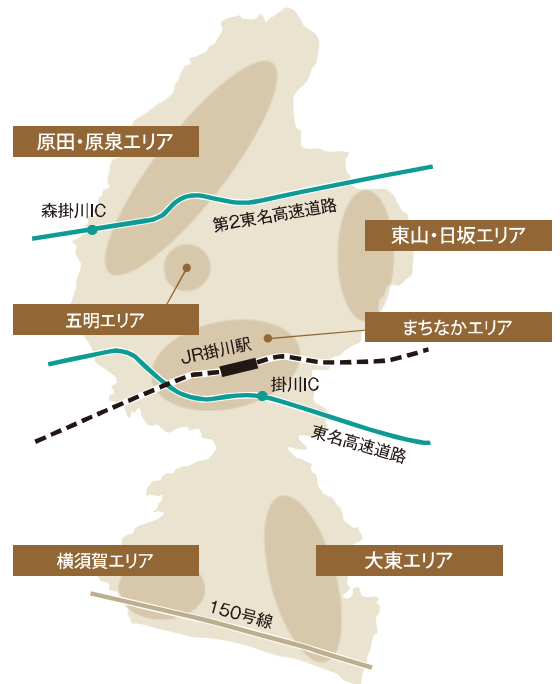 原田・原泉エリア
森掛川IC
第2東名高速道路
東山・日坂エリア
五明エリア
まちなかエリア
JR掛川駅
掛川IC
東名高速道路
横須賀エリア
大東エリア
150号線